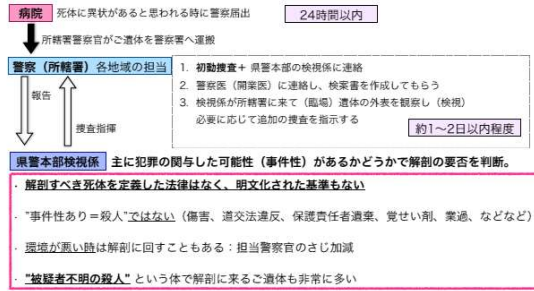 病院 死体に異状があると思われる時に警察届出 24時間以内
所轄署警察官がご遺体を警察署へ運搬
警察（所轄署）各地域の担当
1. 初動捜査＋ 県警本部の検視係に連絡
2. 警察医（開業医）に連絡し、検案書を作成してもらう
3. 検視係が所轄署に来て（臨場）遺体の外表を観察し（検視）
必要に応じて追加の捜査を指示する
約1〜2日以内程度
報告
捜査指揮
県警本部検視係 主に犯罪の関与した可能性（事件性）があるかどうかで解剖の要否を判断。
・ 解剖すべき死体を定義した法律はなく、明文化された基準もない
・ ”事件性あり＝殺人”ではない（傷害、道交法違反、保護責任者遺棄、覚せい剤、業過、などなど）
・ 環境が悪い時は解剖に回すこともある：担当警察官のさじ加減
・ ”被疑者不明の殺人” という体で解剖に来るご遺体も非常に多い